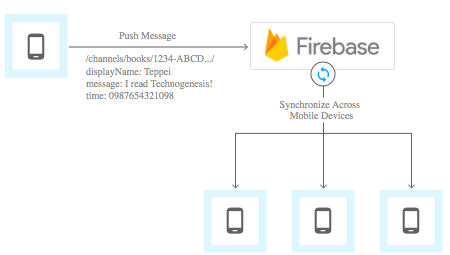 Push Message
/channels/books/1234-ABCD.../
displayName: Teppei
message: I read Technogenesis!
time: 0987654321098
Firebase
Synchronize Across
Mobile Devices